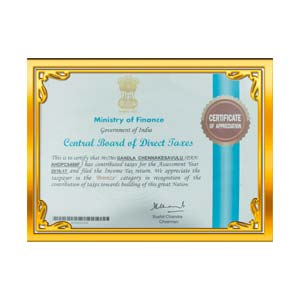 Ministry of Finance
Government of India
Central Board of Direct Taxes
CERTIFICATE
OF APPRECIATION
This is to certify that Mr/Ms GANDLA CHENNAKESAVULU (PAN:
has contributed taxes for the Assessment Year
2016-17 and filed the Income Tax return. We appreciate the
taxpayer in the 'Bronze' category in recognition of the
contribution of taxes towards building of this great Nation.
Sushil Chandra
Chairman